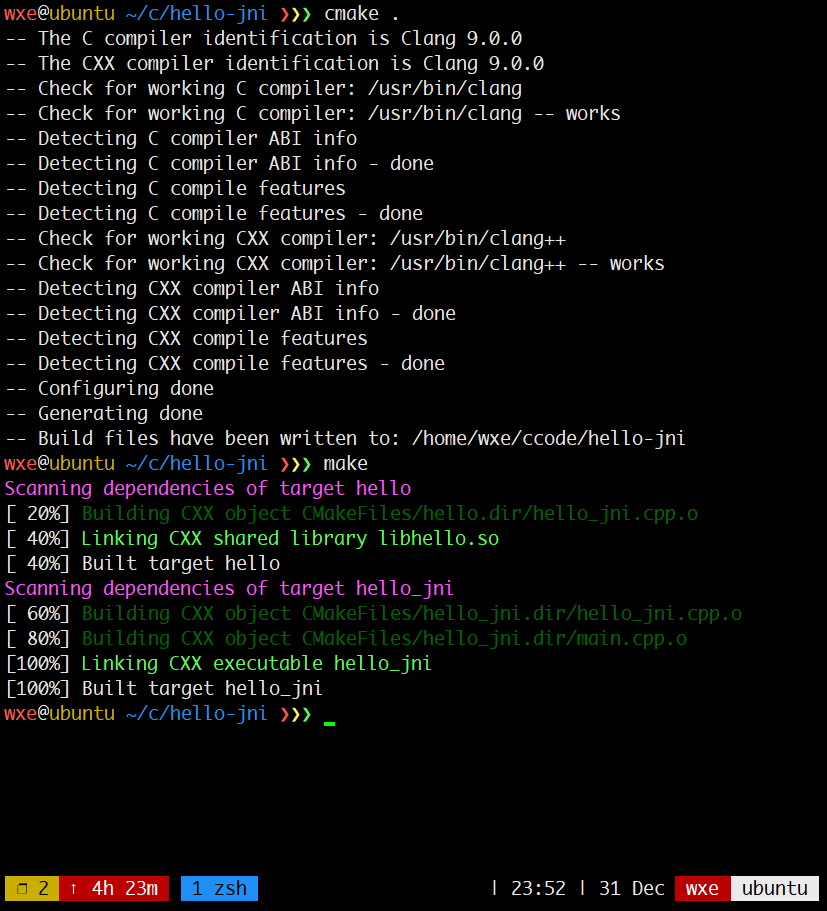 wxe@ubuntu ~/c/hello-jni ❯❯❯ cmake .
-- The C compiler identification is Clang 9.0.0
-- The CXX compiler identification is Clang 9.0.0
-- Check for working C compiler: /usr/bin/clang
-- Check for working C compiler: /usr/bin/clang -- works
-- Detecting C compiler ABI info
-- Detecting C compiler ABI info - done
-- Detecting C compile features
-- Detecting C compile features - done
-- Check for working CXX compiler: /usr/bin/clang++
-- Check for working CXX compiler: /usr/bin/clang++ -- works
-- Detecting CXX compiler ABI info
-- Detecting CXX compiler ABI info - done
-- Detecting CXX compile features
-- Detecting CXX compile features - done
-- Configuring done
-- Generating done
-- Build files have been written to: /home/wxe/ccode/hello-jni
wxe@ubuntu ~/c/hello-jni ❯❯❯ make
Scanning dependencies of target hello
[ 20%] Building CXX object CMakeFiles/hello.dir/hello_jni.cpp.o
[ 40%] Linking CXX shared library libhello.so
[ 40%] Built target hello
Scanning dependencies of target hello_jni
[ 60%] Building CXX object CMakeFiles/hello_jni.dir/hello_jni.cpp.o
[ 80%] Building CXX object CMakeFiles/hello_jni.dir/main.cpp.o
[100%] Linking CXX executable hello_jni
[100%] Built target hello_jni
wxe@ubuntu ~/c/hello-jni ❯❯❯
❐ 2 ↑ 4h 23m 1 zsh | 23:52 | 31 Dec wxe ubuntu